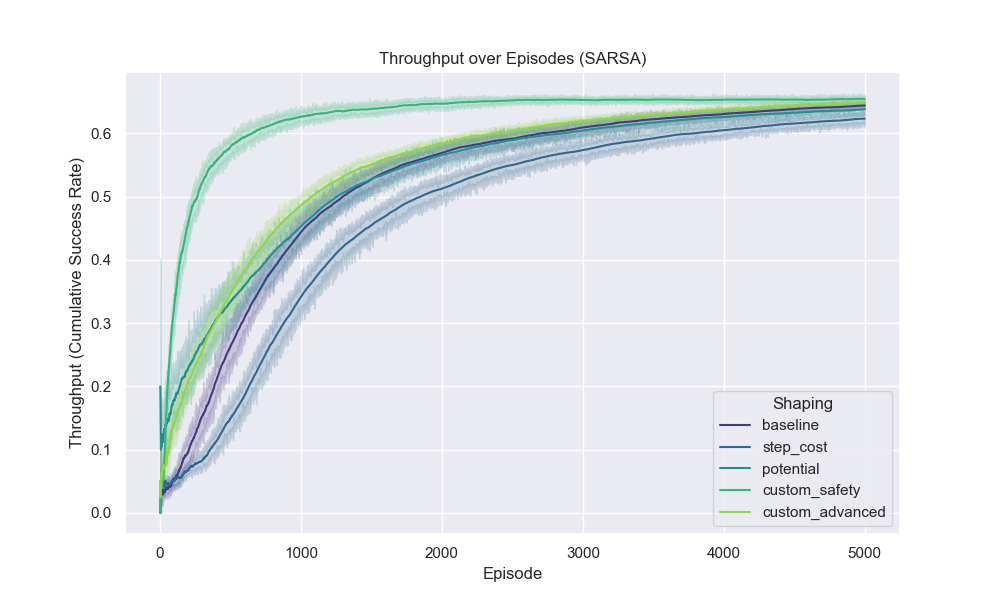 Throughput over Episodes (SARSA)
Throughput (Cumulative Success Rate)
0.6
0.5
0.4
0.3
0.2
0.1
0.0
Shaping
baseline
step_cost
potential
custom_safety
custom_advanced
0 1000 2000 3000 4000 5000
Episode